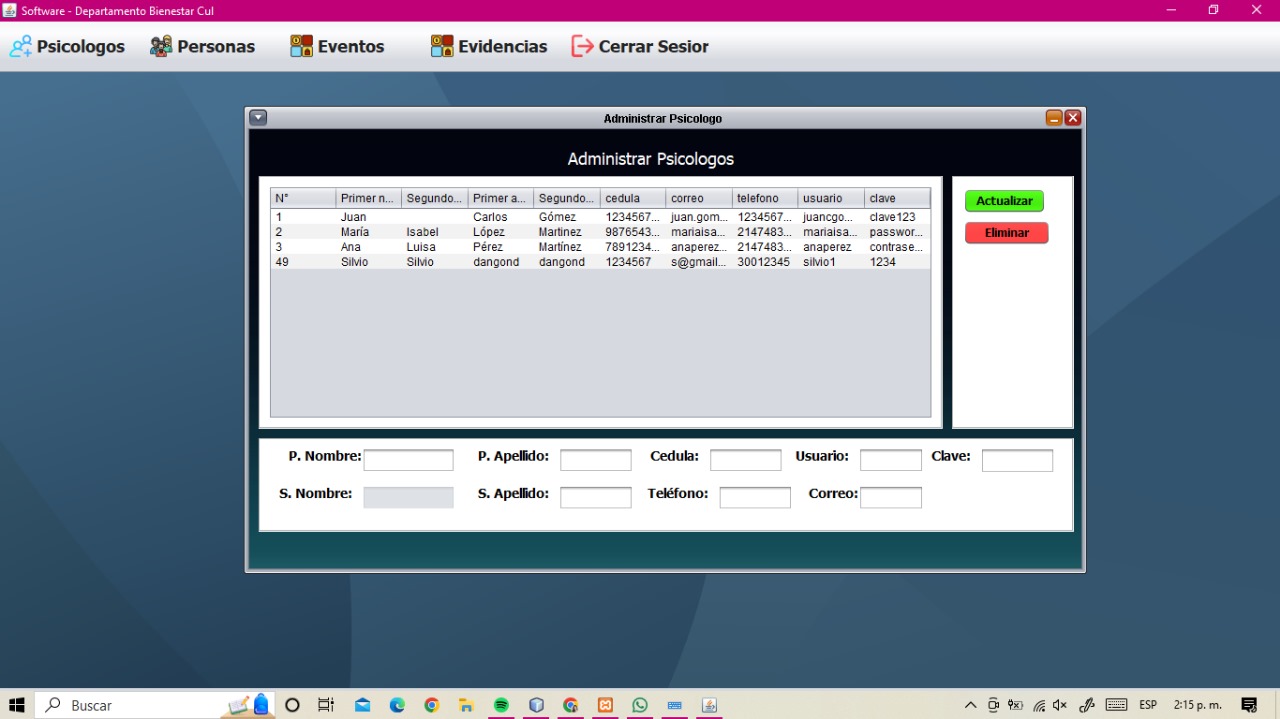 Software - Departamento Bienestar Cul
Psicologos Personas Eventos Evidencias Cerrar Sesior
Administrar Psicologo
Administrar Psicologos
N° Primer n... Segundo... Primer a... Segundo... cedula correo telefono usuario clave
1 Juan Carlos Gómez 1234567... juan.gom... 1234567... juancgo... clave123
2 María Isabel López Martinez 9876543... mariaisa... 2147483... mariaisa... passwor...
3 Ana Luisa Pérez Martínez 7891234... anaperez... 2147483... anaperez contrase...
49 Silvio Silvio dangond dangond 1234567 s@gmail... 30012345 silvio1 1234
Actualizar
Eliminar
P. Nombre: P. Apellido: Cedula: Usuario: Clave:
S. Nombre: S. Apellido: Teléfono: Correo:
Buscar
ESP 2:15 p. m.